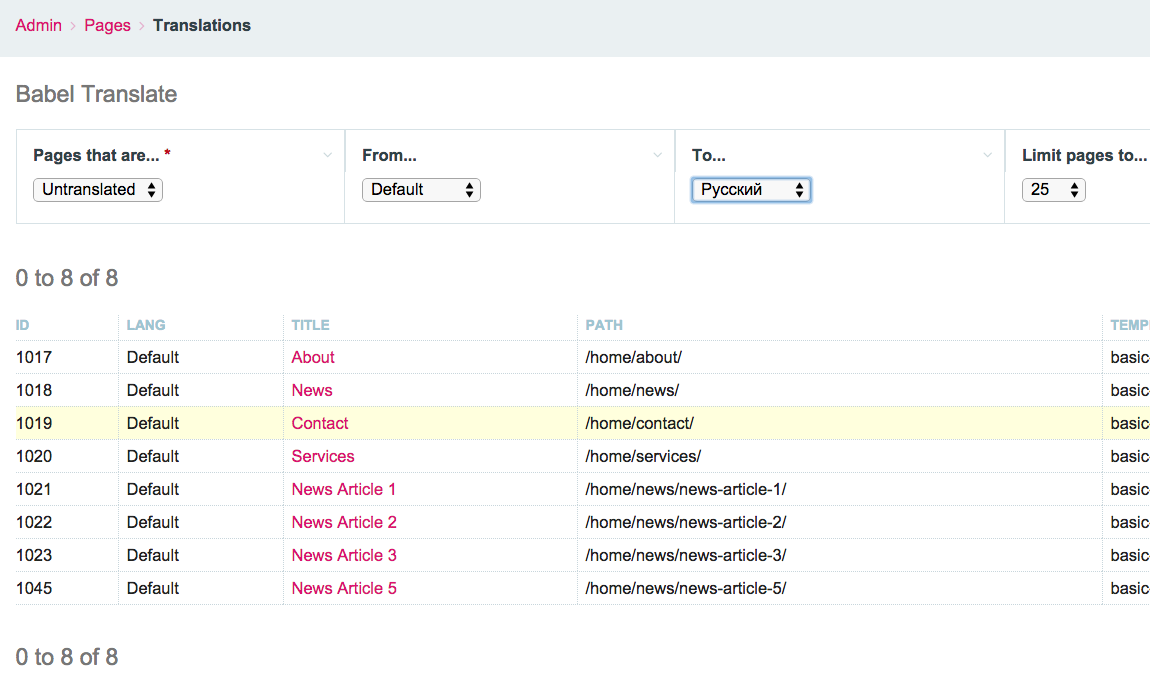 Admin > Pages > Translations
Babel Translate
Pages that are... * From... To... Limit pages to...
Untranslated Default Русский 25
0 to 8 of 8
ID LANG TITLE PATH TEMP
1017 Default About /home/about/ basic
1018 Default News /home/news/ basic
1019 Default Contact /home/contact/ basic
1020 Default Services /home/services/ basic
1021 Default News Article 1 /home/news/news-article-1/ basic
1022 Default News Article 2 /home/news/news-article-2/ basic
1023 Default News Article 3 /home/news/news-article-3/ basic
1045 Default News Article 5 /home/news/news-article-5/ basic
0 to 8 of 8